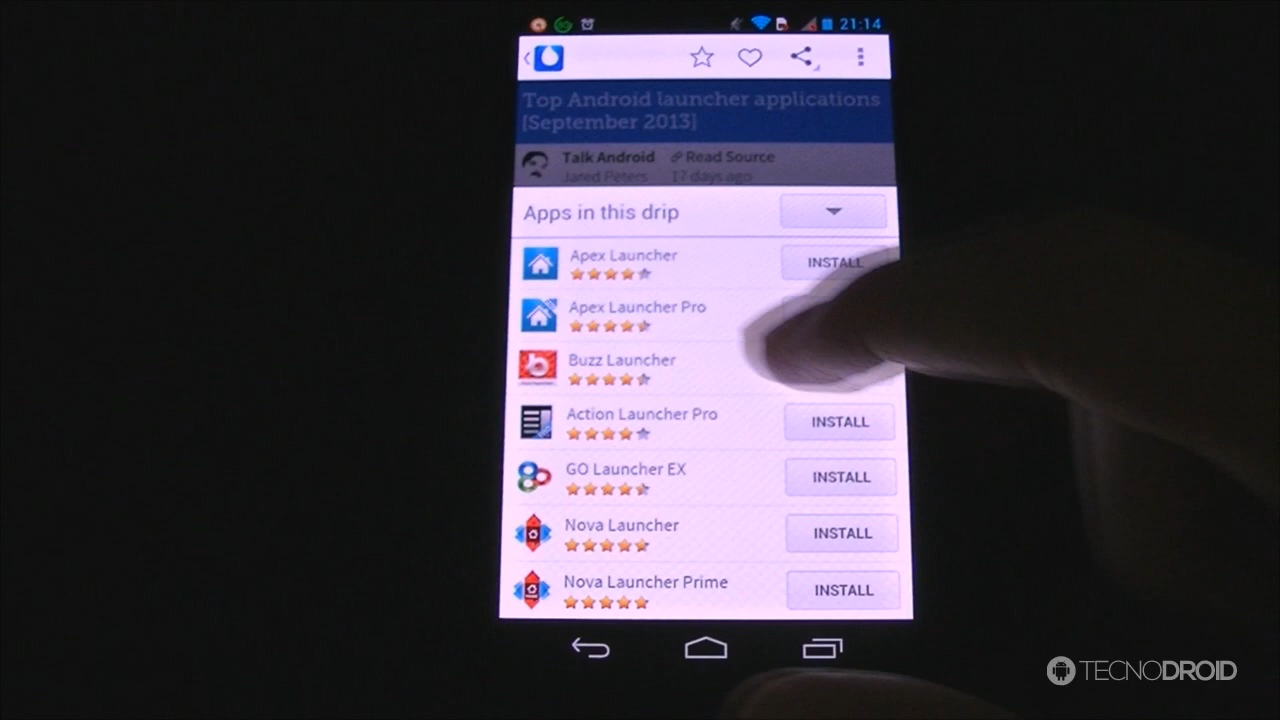 21:14
Top Android launcher applications
[September 2013]
Talk Android Read Source
Jared Peters 17 days ago
Apps in this drip
Apex Launcher INSTALL
Apex Launcher Pro
Buzz Launcher
Action Launcher Pro INSTALL
GO Launcher EX INSTALL
Nova Launcher INSTALL
Nova Launcher Prime INSTALL
TECNODROID